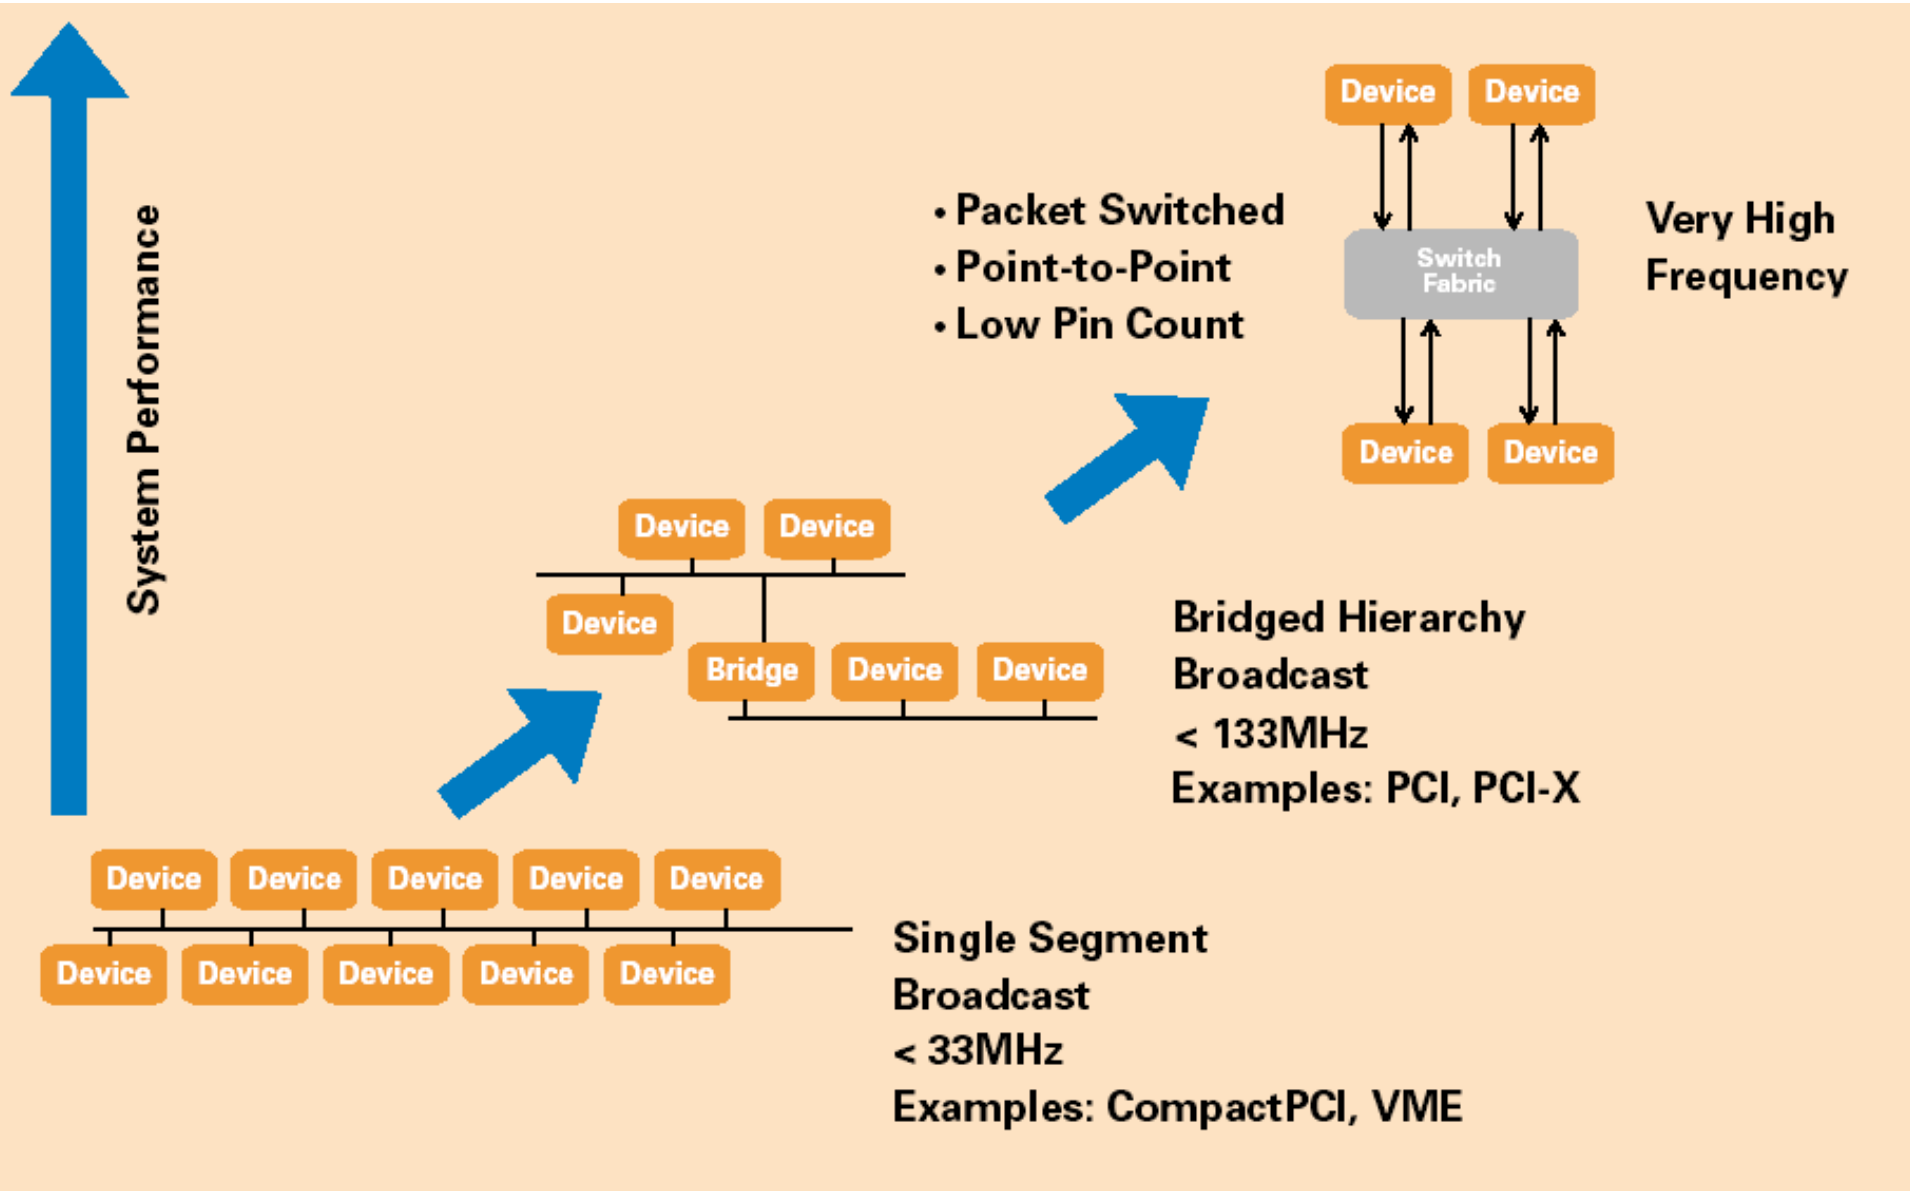 System Performance
Device Device
• Packet Switched
• Point-to-Point
• Low Pin Count
Switch
Fabric
Very High
Frequency
Device Device
Device Device
Device
Bridge Device Device
Bridged Hierarchy
Broadcast
< 133MHz
Examples: PCI, PCI-X
Device Device Device Device Device
Device Device Device Device Device
Single Segment
Broadcast
< 33MHz
Examples: CompactPCI, VME